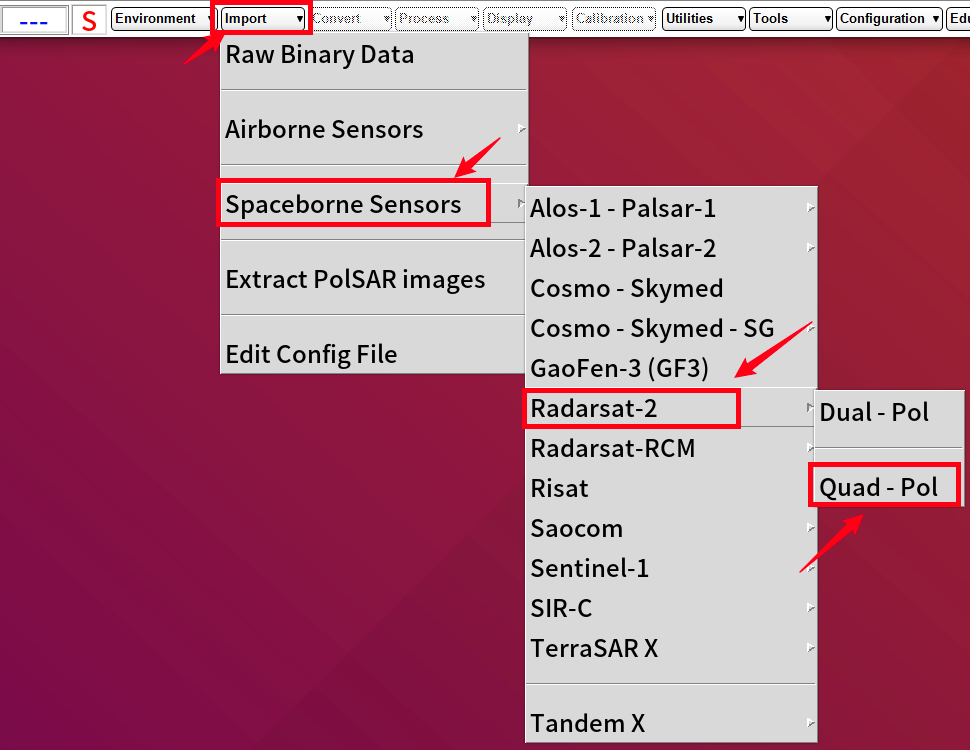 --- S Environment Import Convert Process Display Calibration Utilities Tools Configuration Edu
Raw Binary Data
Airborne Sensors
Spaceborne Sensors
Extract PolSAR images
Edit Config File
Alos-1 - Palsar-1
Alos-2 - Palsar-2
Cosmo - Skymed
Cosmo - Skymed - SG
GaoFen-3 (GF3)
Radarsat-2
Radarsat-RCM
Risat
Saocom
Sentinel-1
SIR-C
TerraSAR X
Tandem X
Dual - Pol
Quad - Pol